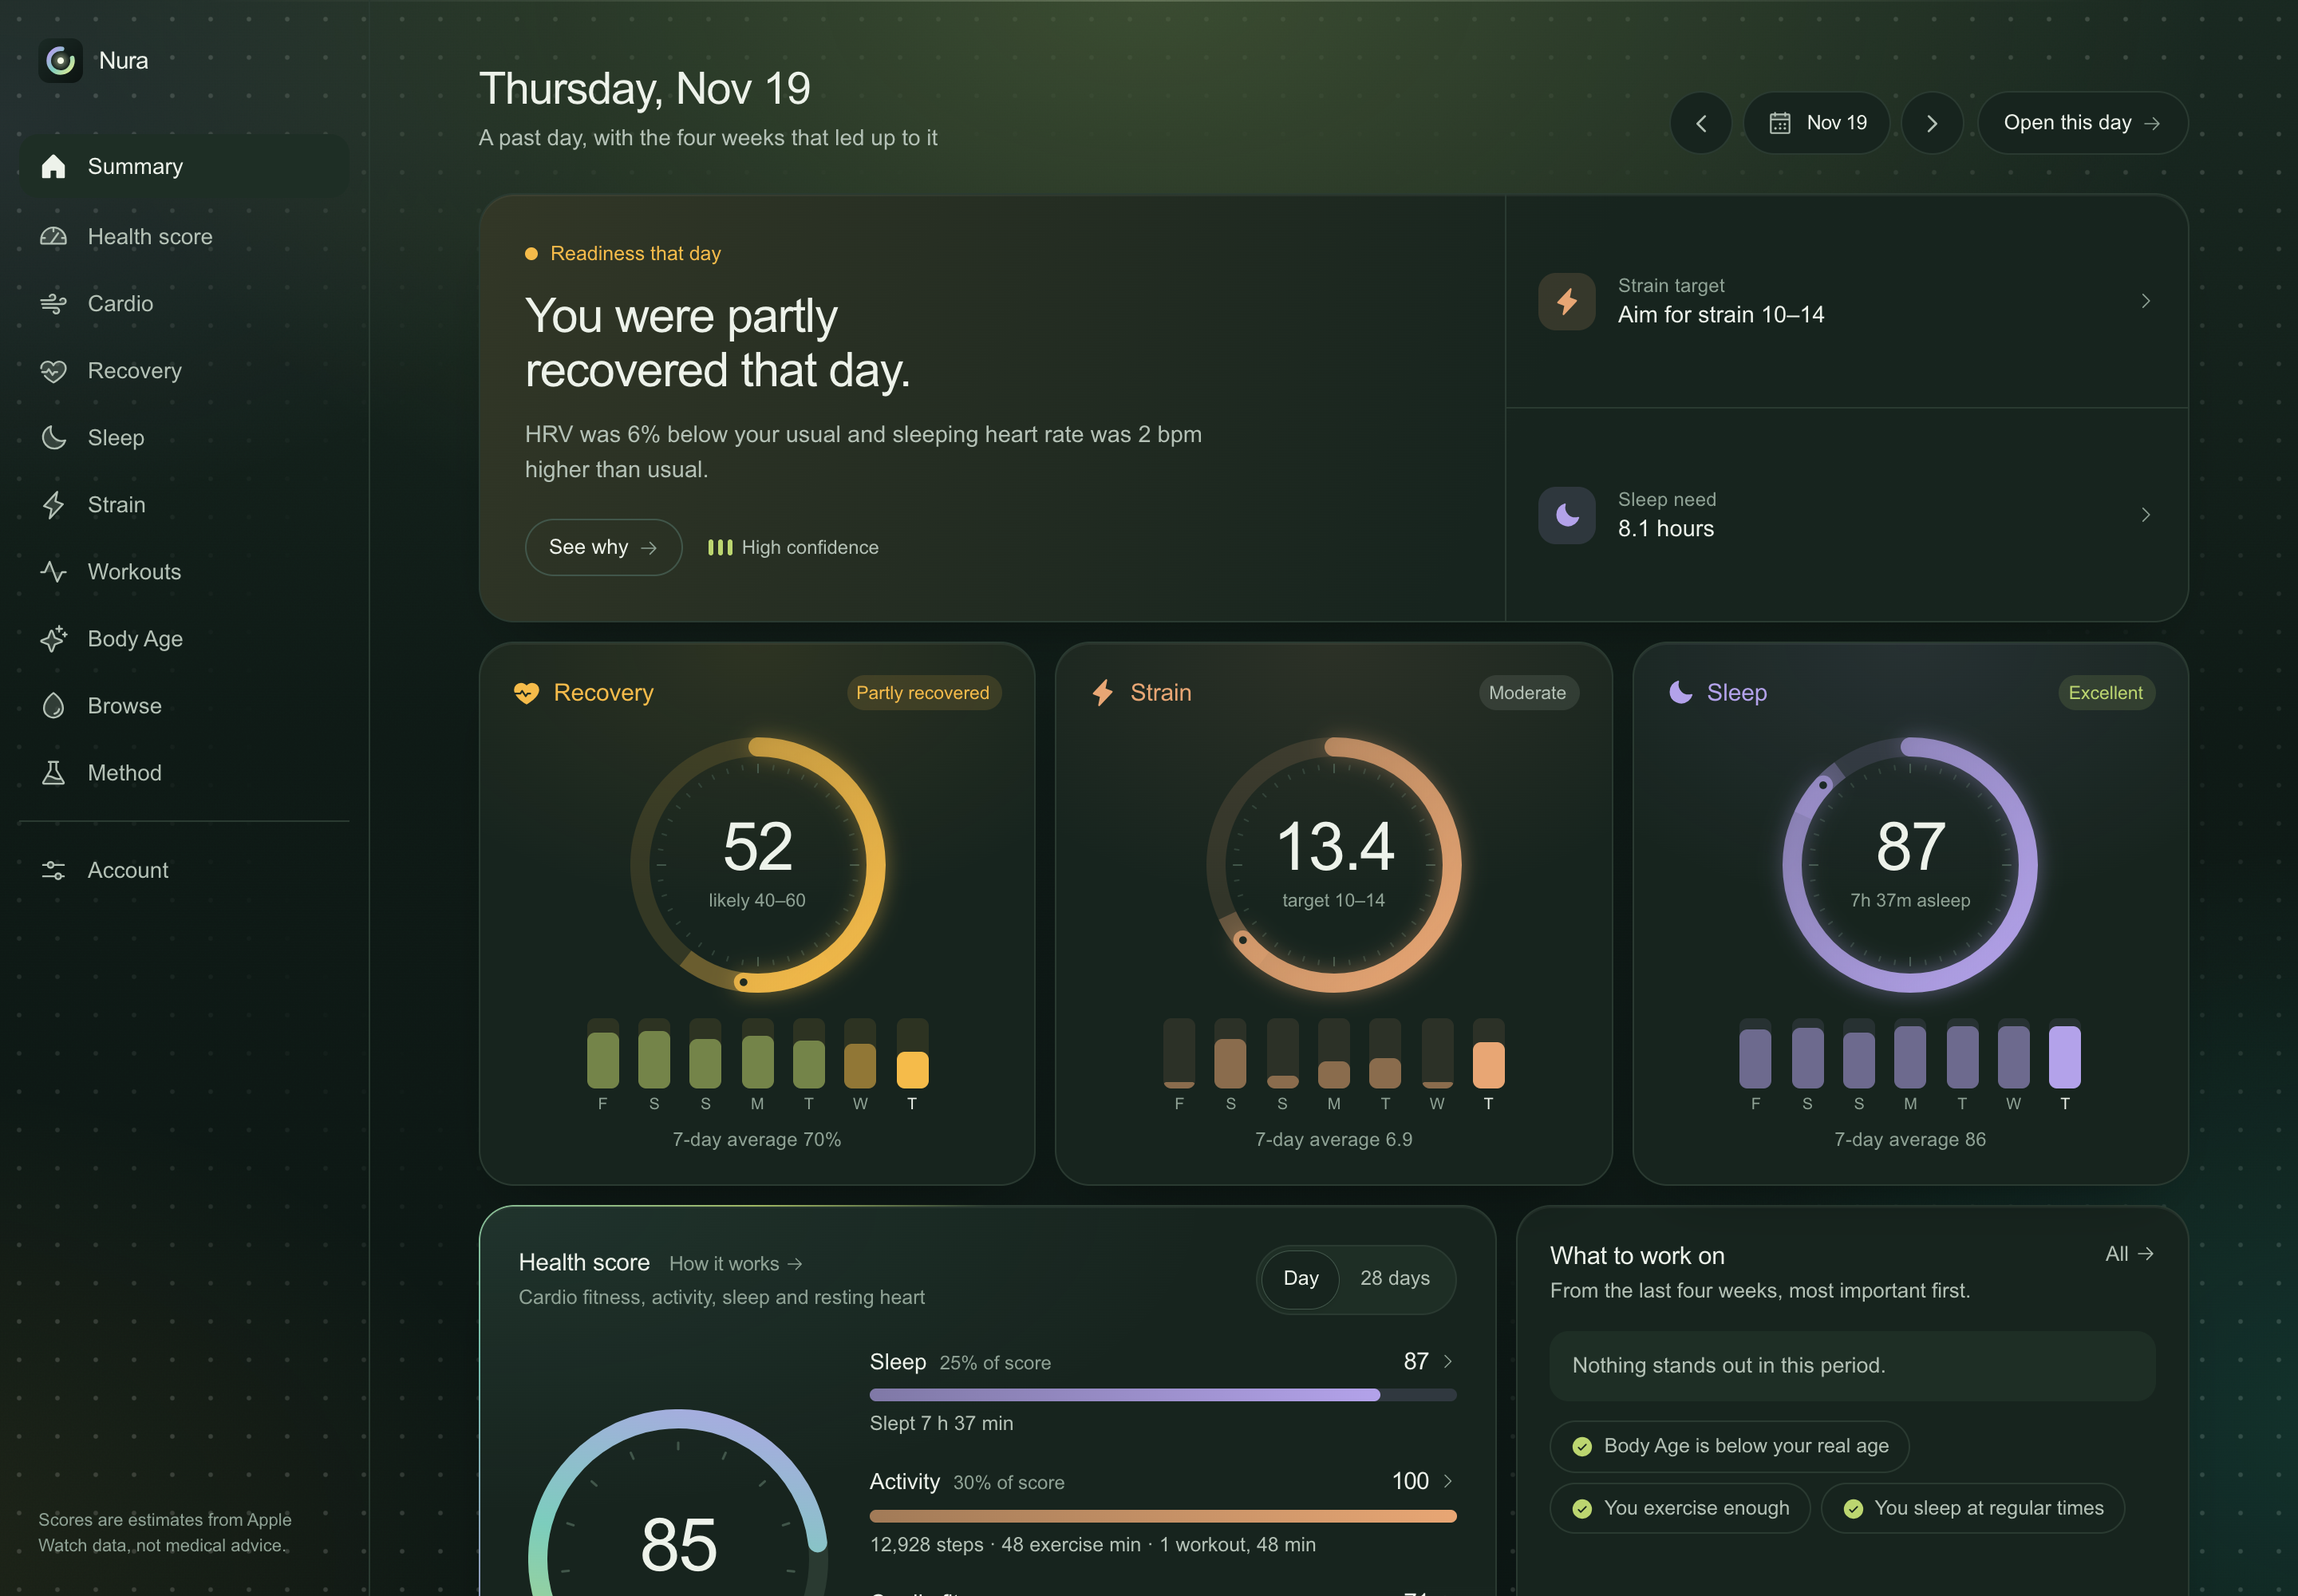 Nura
Summary
Health score
Cardio
Recovery
Sleep
Strain
Workouts
Body Age
Browse
Method
Account
Scores are estimates from Apple
Watch data, not medical advice.
Thursday, Nov 19
A past day, with the four weeks that led up to it
Nov 19
Open this day →
Readiness that day
You were partly
recovered that day.
HRV was 6% below your usual and sleeping heart rate was 2 bpm
higher than usual.
See why →
High confidence
Strain target
Aim for strain 10–14
Sleep need
8.1 hours
Recovery
Partly recovered
52
likely 40–60
F S S M T W T
7-day average 70%
Strain
Moderate
13.4
target 10–14
F S S M T W T
7-day average 6.9
Sleep
Excellent
87
7h 37m asleep
F S S M T W T
7-day average 86
Health score How it works →
Cardio fitness, activity, sleep and resting heart
Day 28 days
85
Sleep 25% of score 87
Slept 7 h 37 min
Activity 30% of score 100
12,928 steps · 48 exercise min · 1 workout, 48 min
What to work on
All →
From the last four weeks, most important first.
Nothing stands out in this period.
Body Age is below your real age
You exercise enough
You sleep at regular times